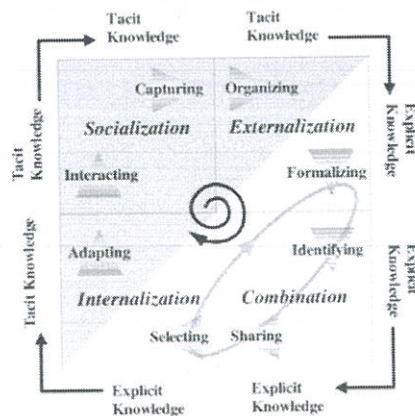 Tacit
Knowledge
Tacit
Knowledge
Capturing
Organizing
Socialization
Externalization
Tacit
Knowledge
Explicit
Knowledge
Interacting
Formalizing
Adapting
Identifying
Tacit Knowledge
Explicit
Knowledge
Internalization
Combination
Selecting
Sharing
Explicit
Knowledge
Explicit
Knowledge